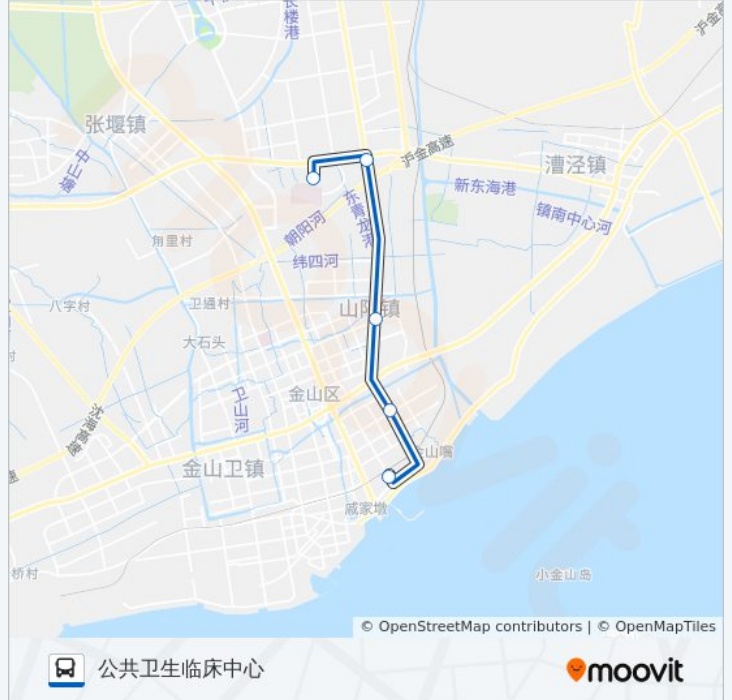 长楼港
沪金高速
张堰镇
中山塘
沪金高速
漕泾镇
新东海港
东青龙港
镇南中心河
朝阳河
角里村
纬四河
八字村
卫通村
山阳镇
大石头
金山区
卫山河
沈海高速
金山嘴
金山卫镇
戚家墩
桥村
小金山岛
© OpenStreetMap contributors | © OpenMapTiles
公共卫生临床中心
moovit